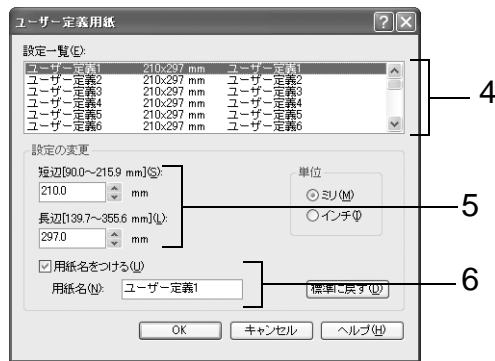 ユーザー定義用紙
設定一覧(E):
ユーザー定義1 210x297 mm ユーザー定義1
ユーザー定義2 210x297 mm ユーザー定義2
ユーザー定義3 210x297 mm ユーザー定義3
ユーザー定義4 210x297 mm ユーザー定義4
ユーザー定義5 210x297 mm ユーザー定義5
ユーザー定義6 210x297 mm ユーザー定義6
4
設定の変更
短辺[90.0～215.9 mm](S):
210.0 mm
長辺[139.7～355.6 mm](L):
297.0 mm
単位
ミリ(M)
インチ(I)
5
用紙名をつける(U)
用紙名(N): ユーザー定義1
標準に戻す(D)
6
OK キャンセル ヘルプ(H)